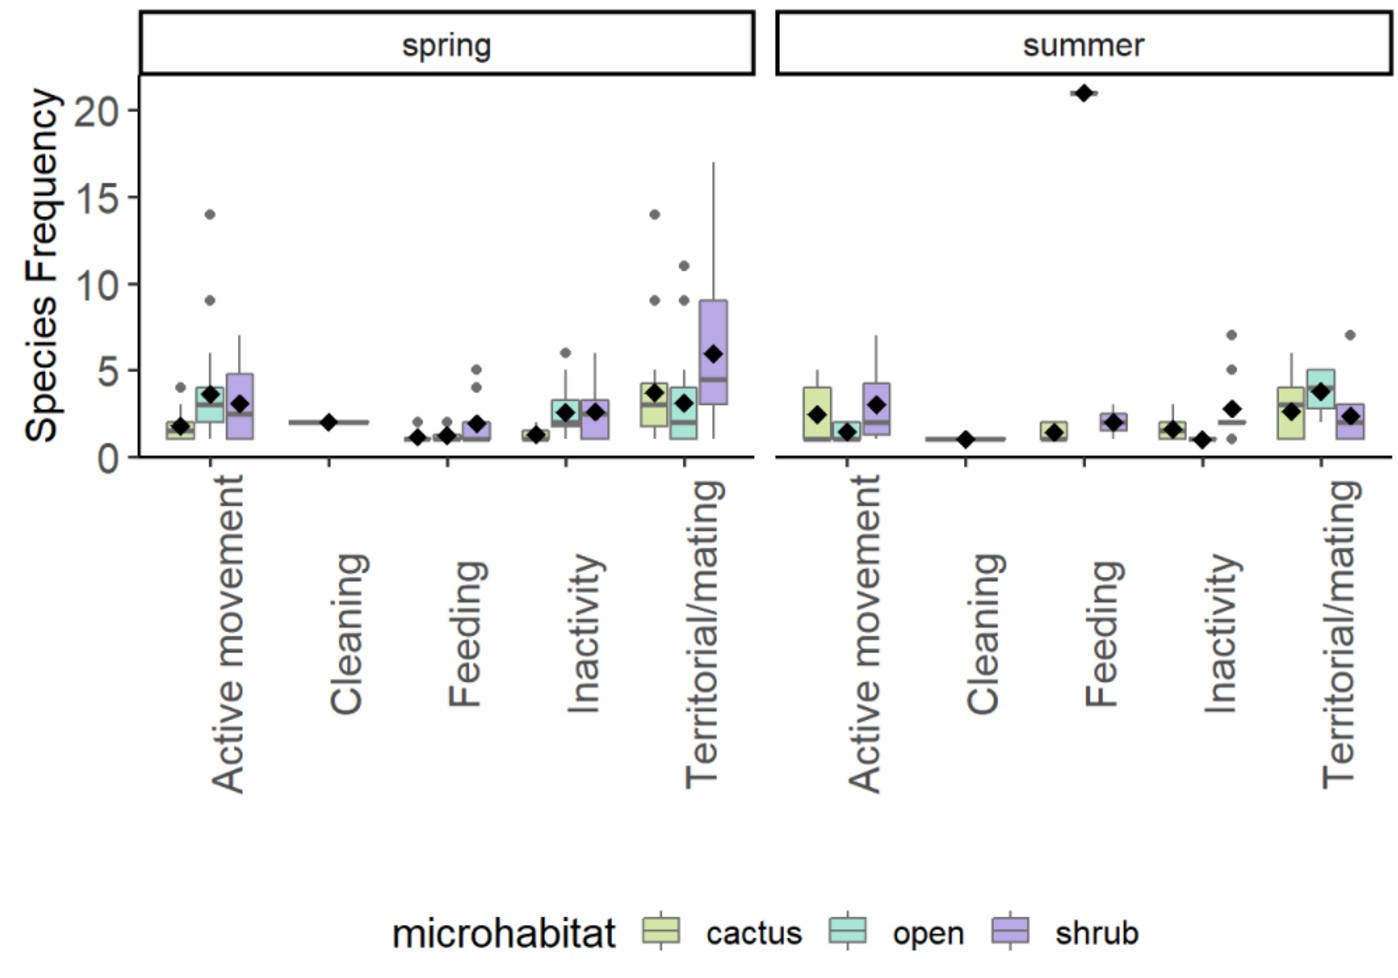 spring
summer
Species Frequency
20
15
10
5
0
Active movement
Cleaning
Feeding
Inactivity
Territorial/mating
Active movement
Cleaning
Feeding
Inactivity
Territorial/mating
microhabitat cactus open shrub